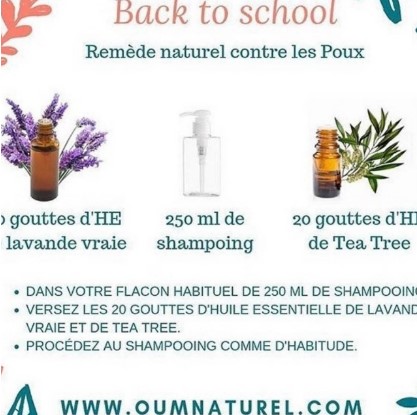 Back to school
Remède naturel contre les Poux
gouttes d'HE
lavande vraie
250 ml de
shampoing
20 gouttes d'H
de Tea Tree
• DANS VOTRE FLACON HABITUEL DE 250 ML DE SHAMPOOIN
• VERSEZ LES 20 GOUTTES D'HUILE ESSENTIELLE DE LAVAND
VRAIE ET DE TEA TREE.
• PROCÉDEZ AU SHAMPOOING COMME D'HABITUDE.
WWW.OUMNATUREL.COM